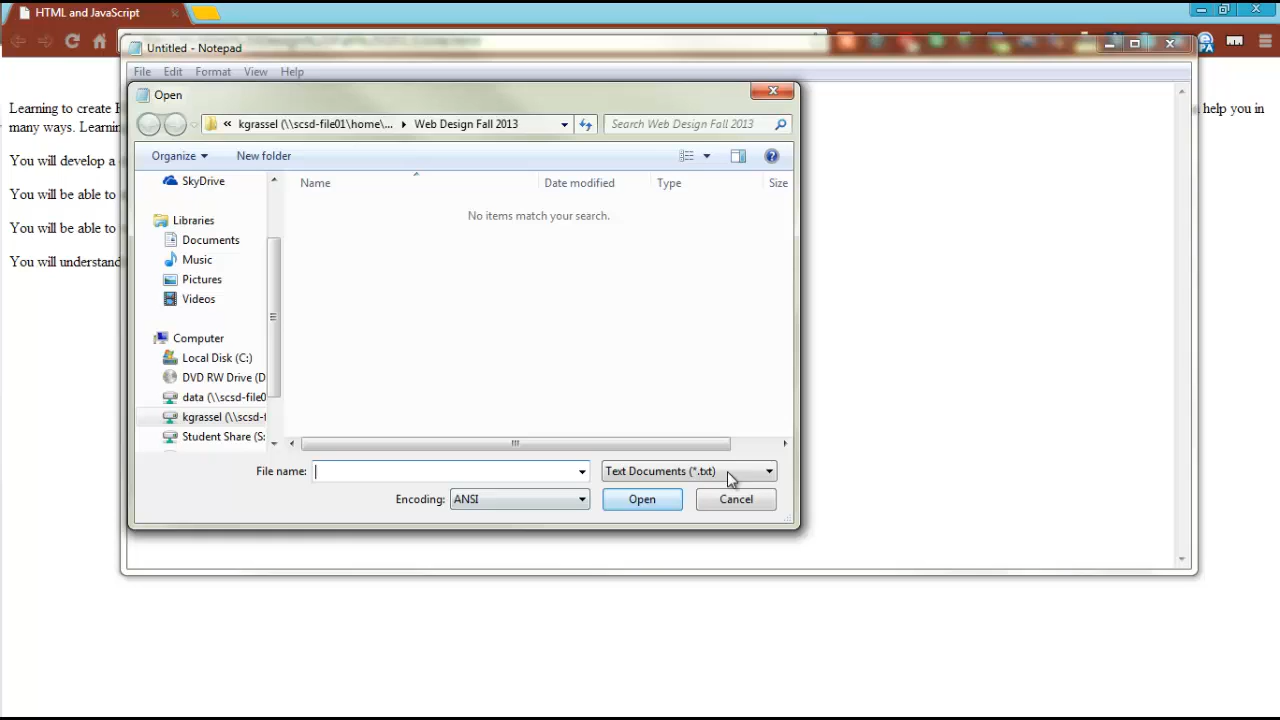 HTML and JavaScript
Untitled - Notepad
File Edit Format View Help
Open
« kgrassel (\\scsd-file01\home\... Web Design Fall 2013
Search Web Design Fall 2013
Organize New folder
Name Date modified Type Size
No items match your search.
SkyDrive
Libraries
Documents
Music
Pictures
Videos
Computer
Local Disk (C:)
DVD RW Drive (D
data (\\scsd-file0
kgrassel (\\scsd-f
Student Share (S:
File name:
Text Documents (*.txt)
Encoding: ANSI
Open Cancel
Learning to create
help you in
many ways. Learnin
You will develop a
You will be able to
You will be able to
You will understand